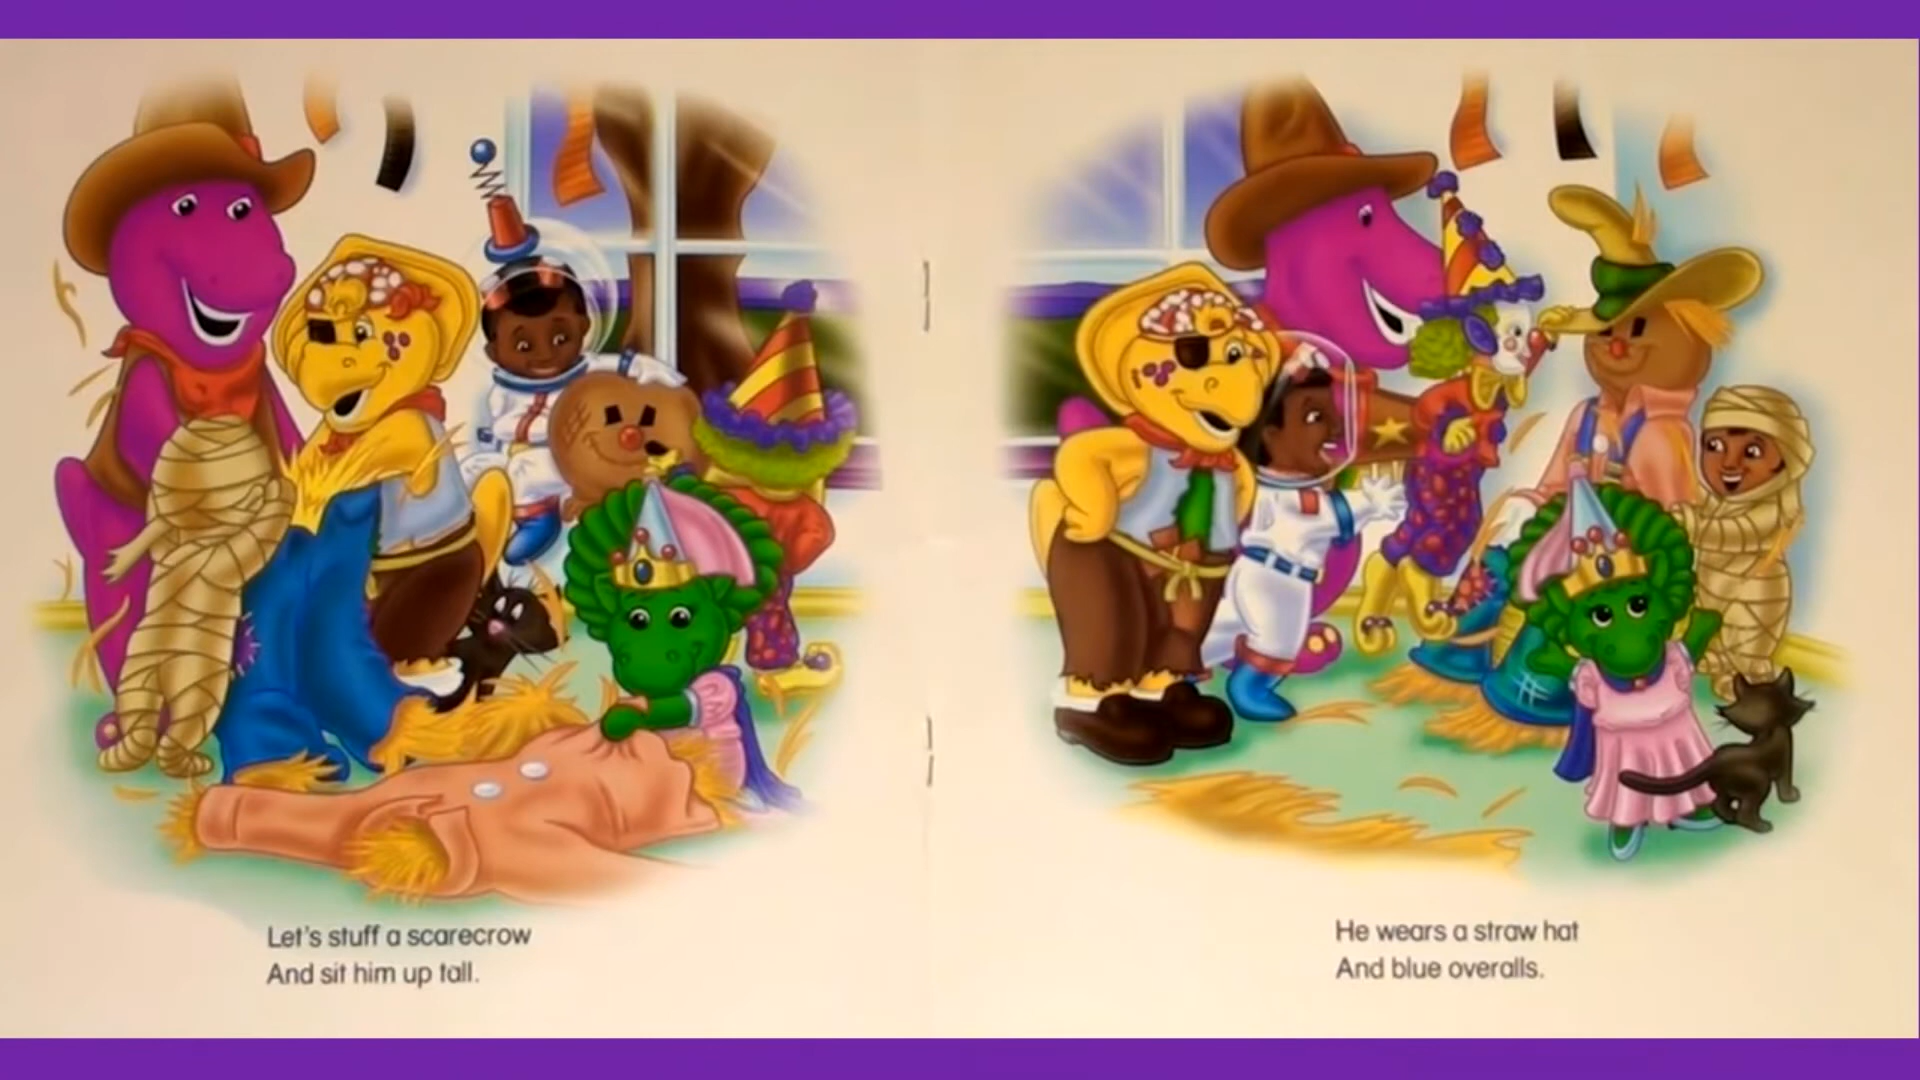 Let's stuff a scarecrow
And sit him up tall.
He wears a straw hat
And blue overalls.